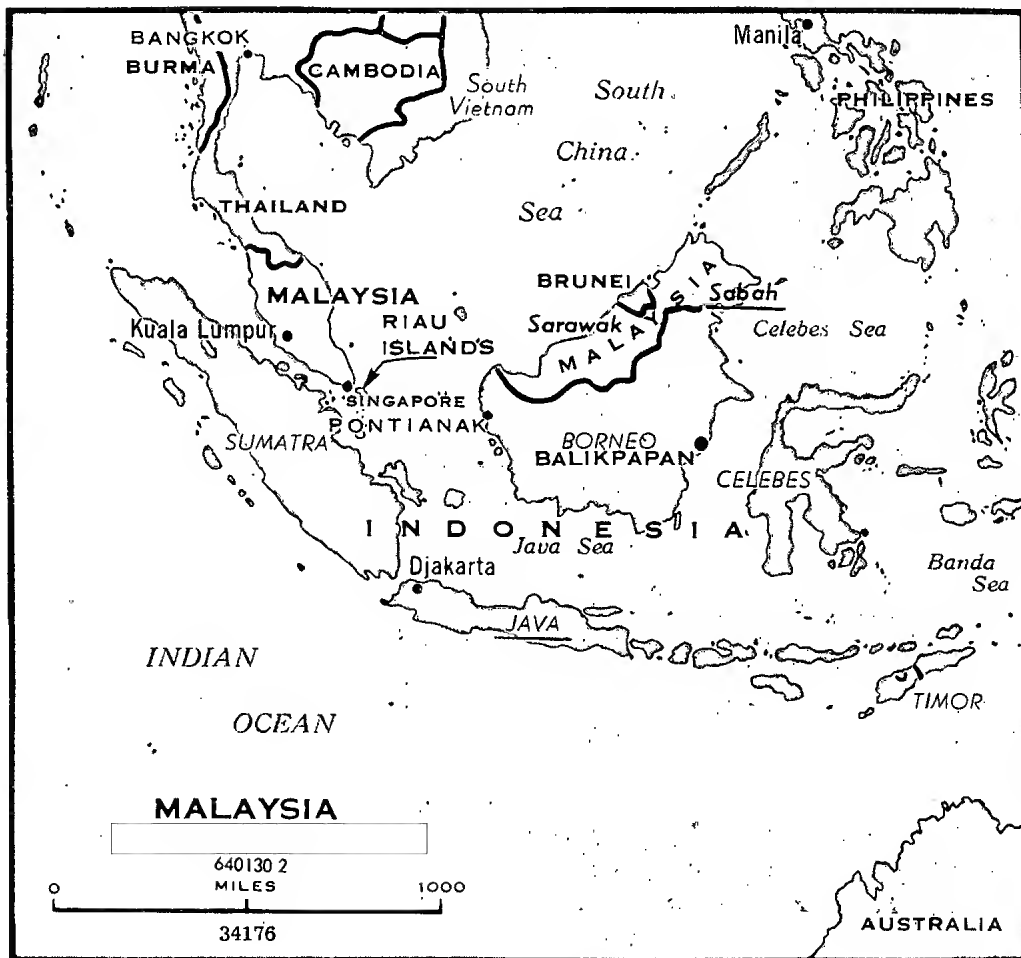 BANGKOK
BURMA
CAMBODIA
South
Vietnam
Manila
PHILIPPINES
South
China
Sea
THAILAND
MALAYSIA
Kuala Lumpur
RIAU
ISLANDS
SINGAPORE
PONTIANAK
SUMATRA
BRUNEI
Sarawak
MALAYSIA
Sabah
Celebes Sea
BORNEO
BALIKPAPAN
CELEBES
INDONESIA
Java Sea
Djakarta
JAVA
Banda
Sea
TIMOR
INDIAN
OCEAN
MALAYSIA
640130 2
MILES
0 1000
34176
AUSTRALIA